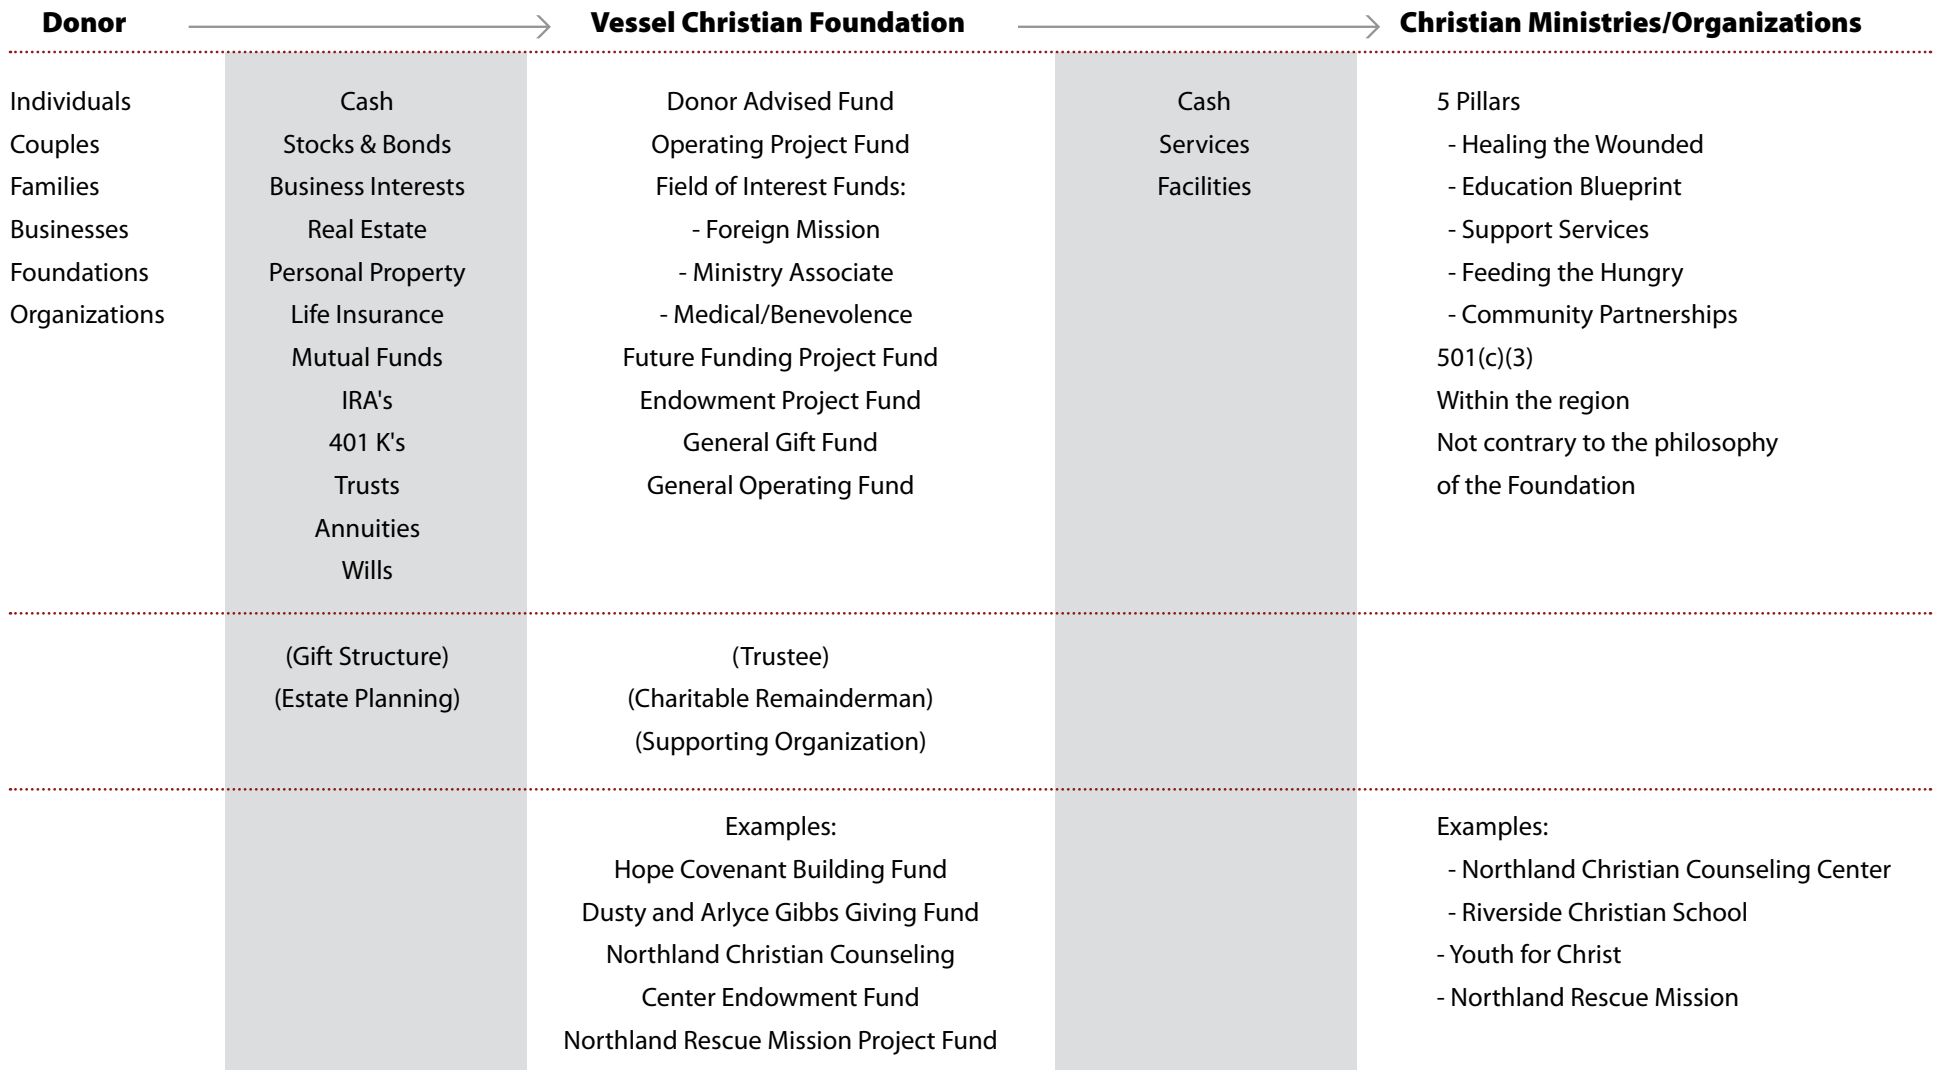 Donor
Vessel Christian Foundation
Christian Ministries/Organizations
Individuals
Couples
Families
Businesses
Foundations
Organizations
Cash
Stocks & Bonds
Business Interests
Real Estate
Personal Property
Life Insurance
Mutual Funds
IRA's
401 K's
Trusts
Annuities
Wills
Donor Advised Fund
Operating Project Fund
Field of Interest Funds:
- Foreign Mission
- Ministry Associate
- Medical/Benevolence
Future Funding Project Fund
Endowment Project Fund
General Gift Fund
General Operating Fund
Cash
Services
Facilities
5 Pillars
- Healing the Wounded
- Education Blueprint
- Support Services
- Feeding the Hungry
- Community Partnerships
501(c)(3)
Within the region
Not contrary to the philosophy
of the Foundation
(Gift Structure)
(Estate Planning)
(Trustee)
(Charitable Remainderman)
(Supporting Organization)
Examples:
Hope Covenant Building Fund
Dusty and Arlyce Gibbs Giving Fund
Northland Christian Counseling
Center Endowment Fund
Northland Rescue Mission Project Fund
Examples:
- Northland Christian Counseling Center
- Riverside Christian School
- Youth for Christ
- Northland Rescue Mission